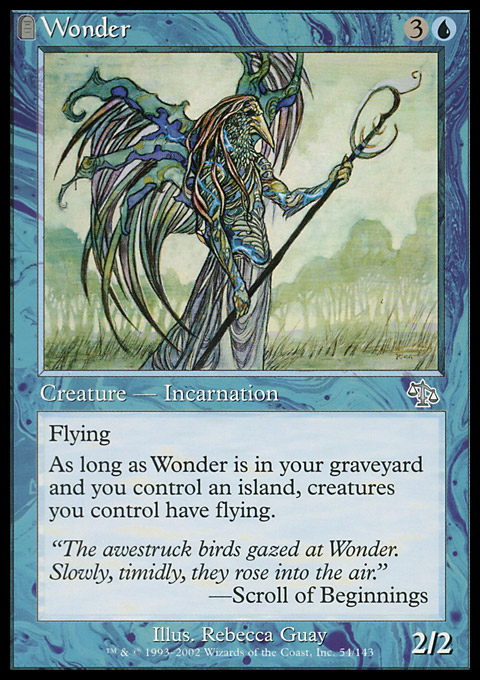 Wonder 3
Creature — Incarnation
Flying
As long as Wonder is in your graveyard
and you control an island, creatures
you control have flying.
“The awestruck birds gazed at Wonder.
Slowly, timidly, they rose into the air.”
—Scroll of Beginnings
Illus. Rebecca Guay
™ & © 1993–2002 Wizards of the Coast, Inc. 54/143
2/2